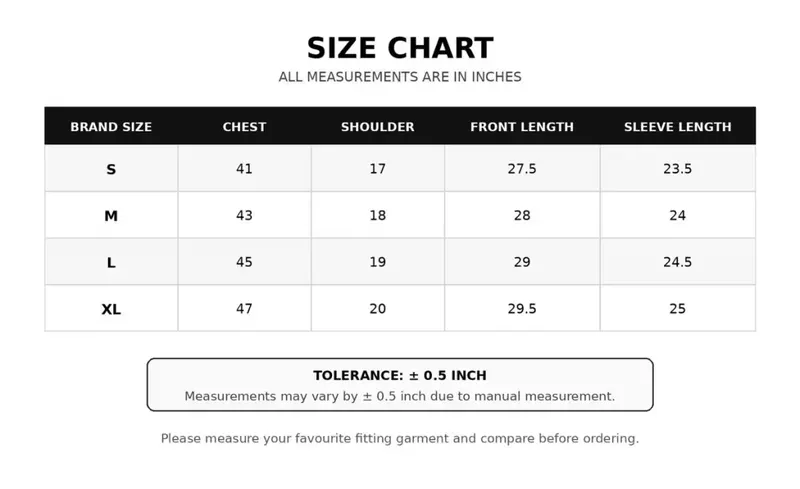 SIZE CHART
ALL MEASUREMENTS ARE IN INCHES
BRAND SIZE CHEST SHOULDER FRONT LENGTH SLEEVE LENGTH
S 41 17 27.5 23.5
M 43 18 28 24
L 45 19 29 24.5
XL 47 20 29.5 25
TOLERANCE: ± 0.5 INCH
Measurements may vary by ± 0.5 inch due to manual measurement.
Please measure your favourite fitting garment and compare before ordering.